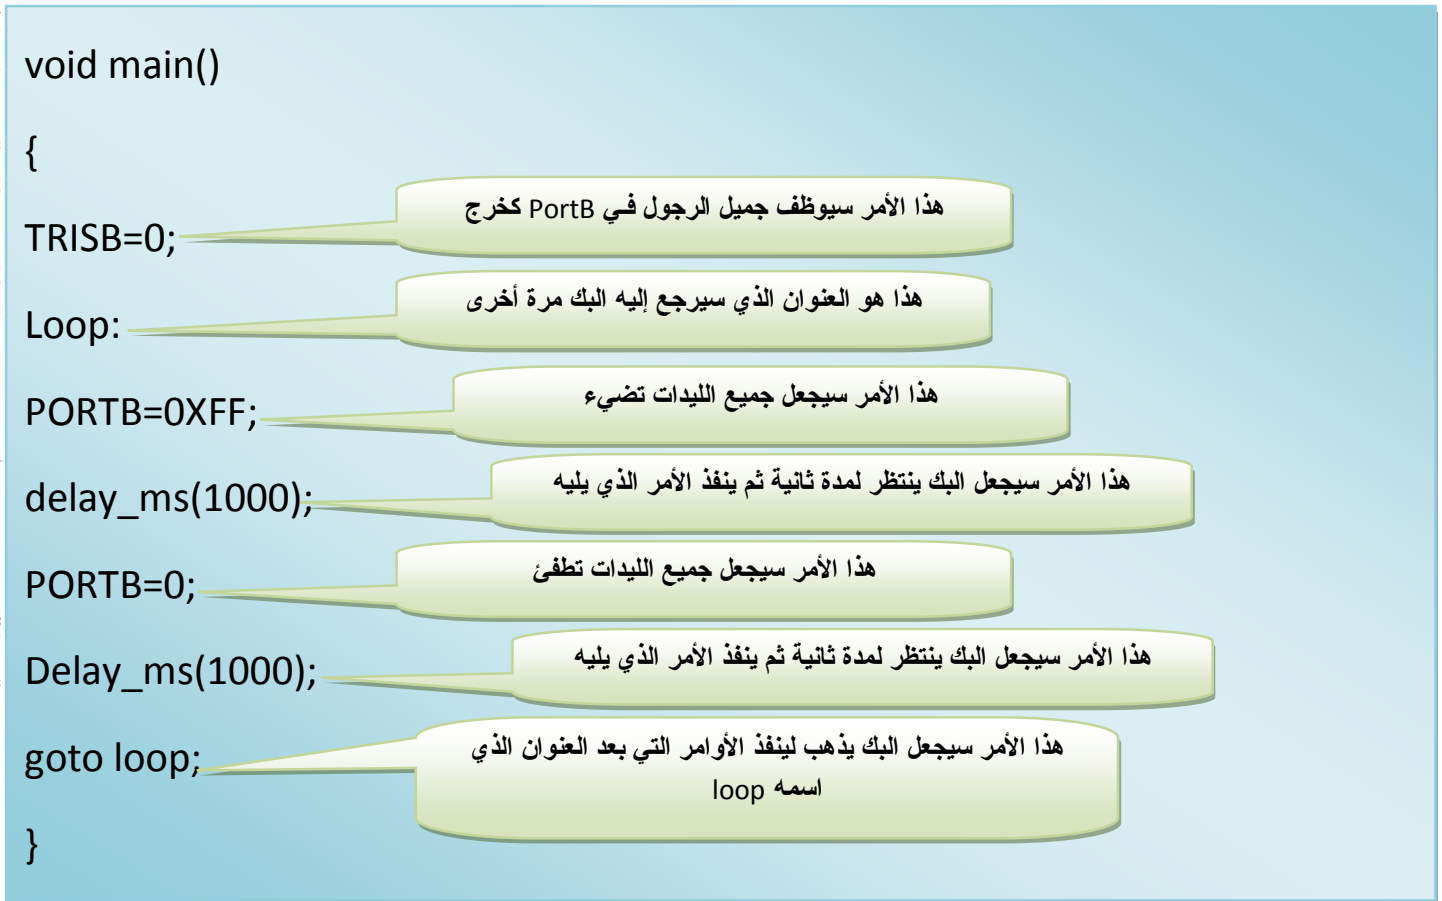 void main()
{
TRISB=0;
هذا الأمر سيوظف جميل الرجول في PortB كخرج
Loop:
هذا هو العنوان الذي سيرجع إليه البك مرة أخرى
PORTB=0XFF;
هذا الأمر سيجعل جميع الليدات تضيء
delay_ms(1000);
هذا الأمر سيجعل البك ينتظر لمدة ثانية ثم ينفذ الأمر الذي يليه
PORTB=0;
هذا الأمر سيجعل جميع الليدات تطفئ
Delay_ms(1000);
هذا الأمر سيجعل البك ينتظر لمدة ثانية ثم ينفذ الأمر الذي يليه
goto loop;
هذا الأمر سيجعل البك يذهب لينفذ الأوامر التي بعد العنوان الذي
اسمه loop
}